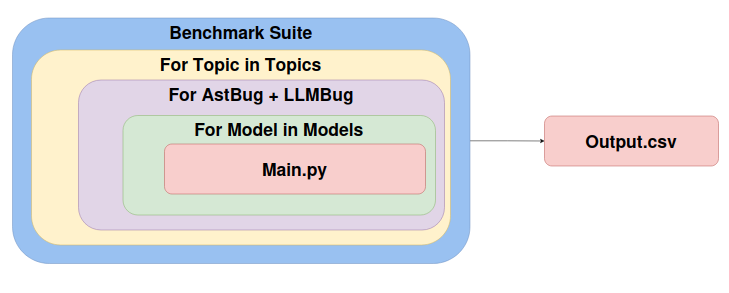 Benchmark Suite
For Topic in Topics
For AstBug + LLMBug
For Model in Models
Main.py
Output.csv